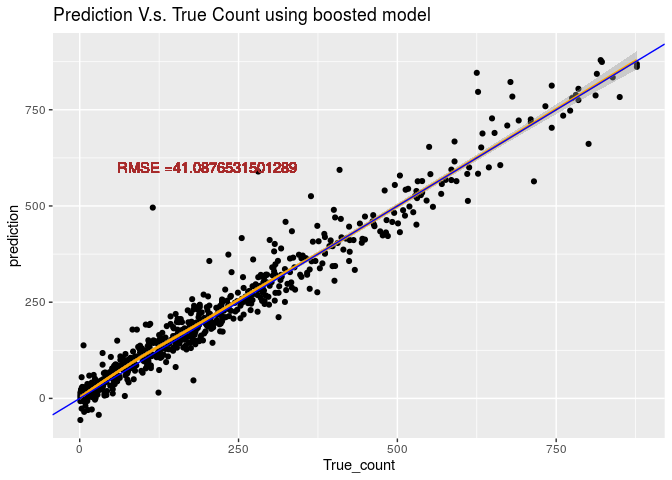 Prediction V.s. True Count using boosted model
prediction
750
500
250
0
RMSE =41.0876531501289
0 250 500 750
True_count